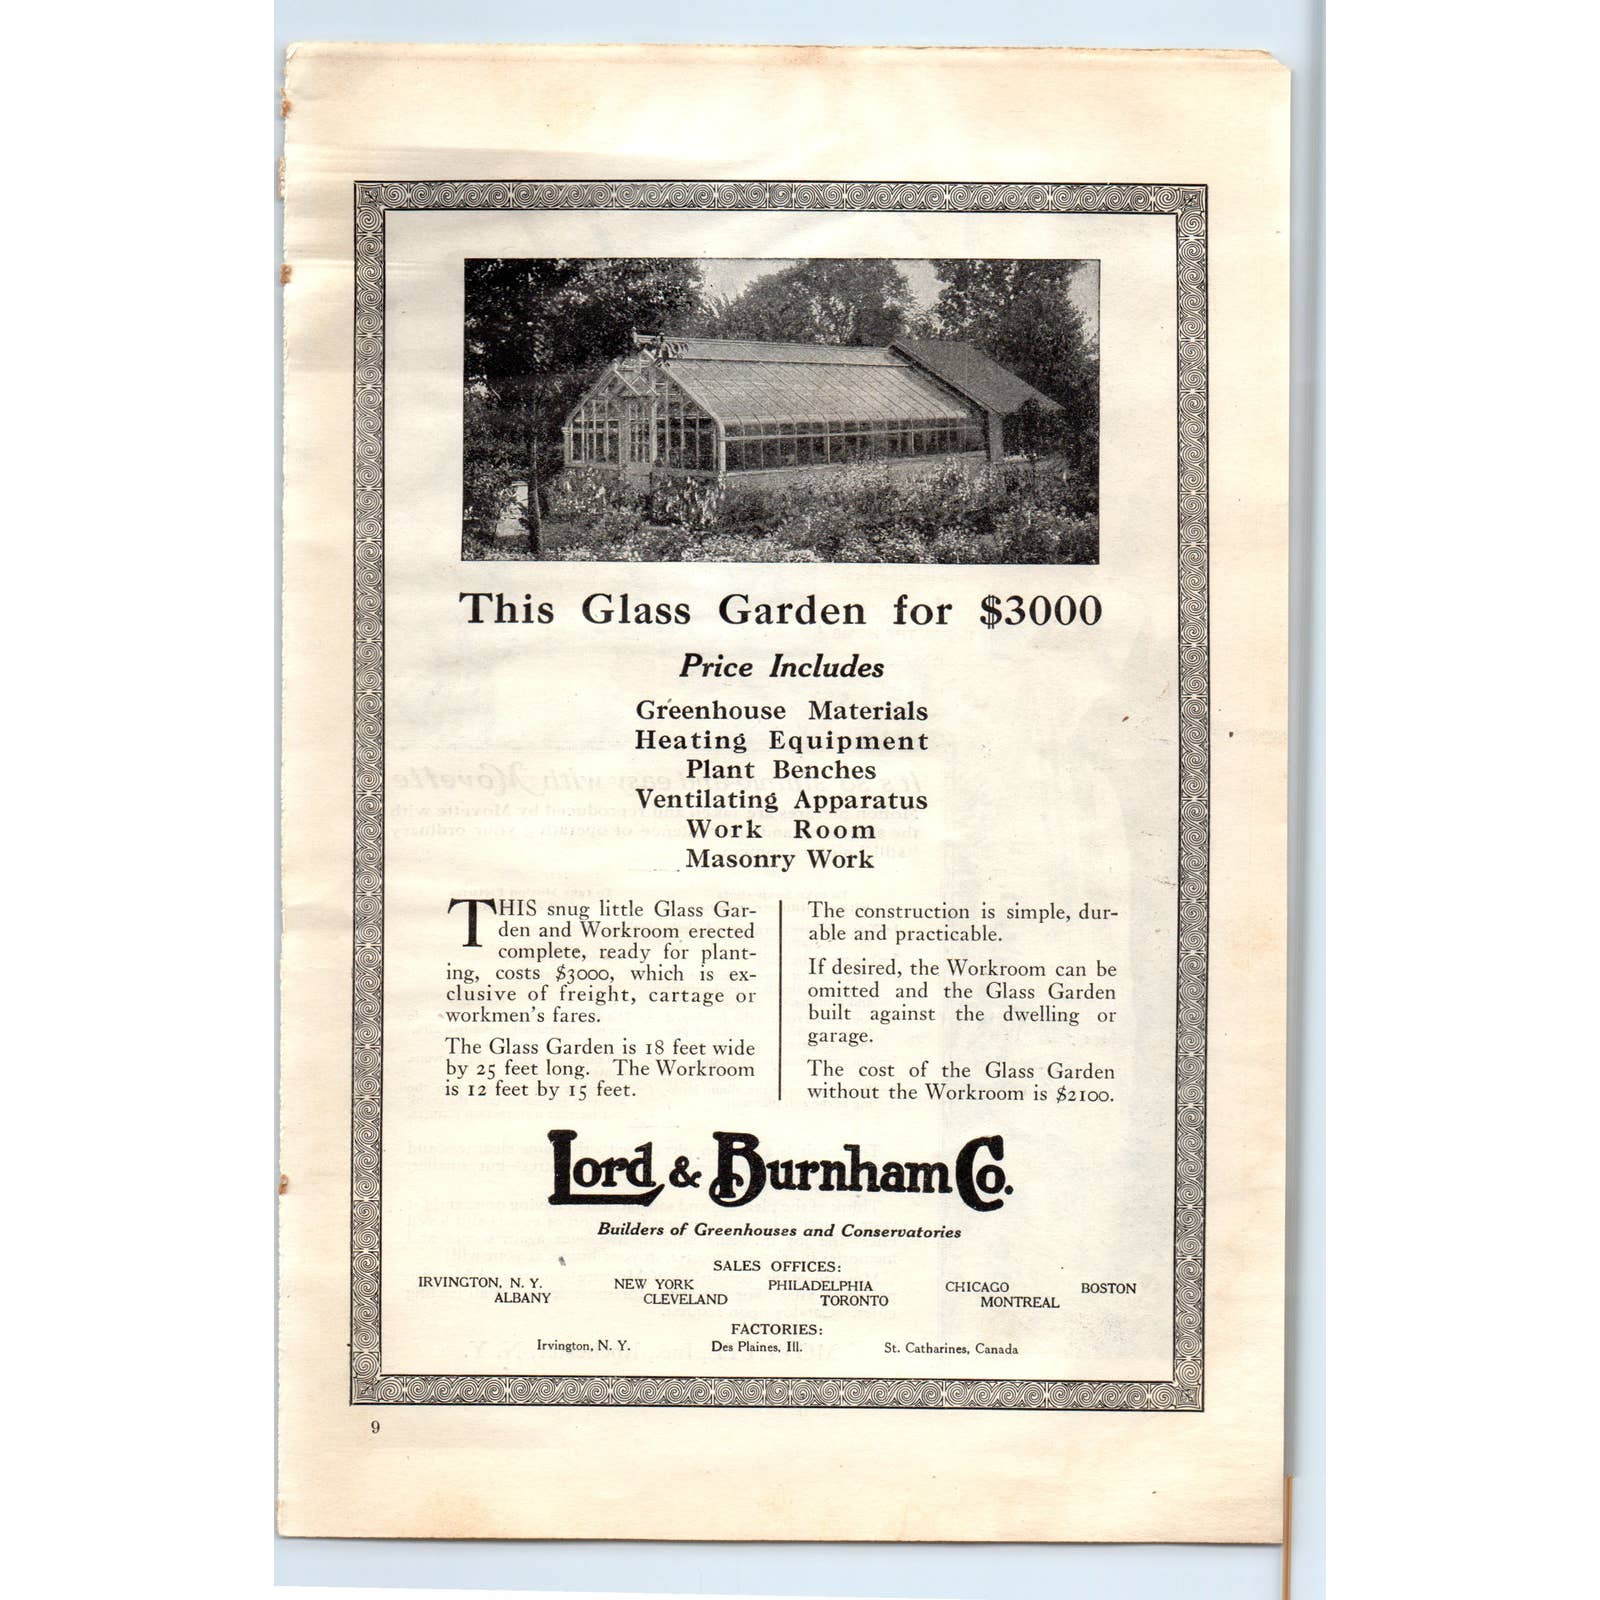 This Glass Garden for $3000
Price Includes
Greenhouse Materials
Heating Equipment
Plant Benches
Ventilating Apparatus
Work Room
Masonry Work
THIS snug little Glass Gar-
den and Workroom erected
complete, ready for plant-
ing, costs $3000, which is ex-
clusive of freight, cartage or
workmen's fares.
The Glass Garden is 18 feet wide
by 25 feet long. The Workroom
is 12 feet by 15 feet.
The construction is simple, dur-
able and practicable.
If desired, the Workroom can be
omitted and the Glass Garden
built against the dwelling or
garage.
The cost of the Glass Garden
without the Workroom is $2100.
Lord & Burnham Co.
Builders of Greenhouses and Conservatories
SALES OFFICES:
IRVINGTON, N. Y. NEW YORK PHILADELPHIA CHICAGO BOSTON
ALBANY CLEVELAND TORONTO MONTREAL
FACTORIES:
Irvington, N. Y. Des Plaines, Ill. St. Catharines, Canada
9